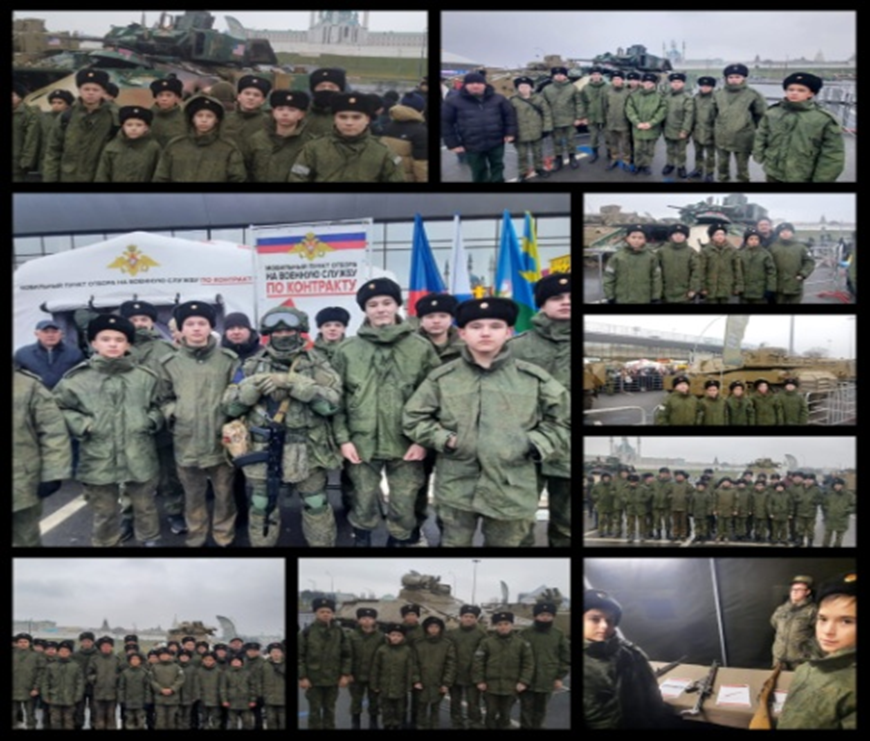 МОБИЛЬНЫЙ ПУНКТ ОТБОРА НА ВОЕННУЮ СЛУЖБУ ПО КОНТРАКТУ
МОБИЛЬНЫЙ ПУНКТ ОТБОРА
НА ВОЕННУЮ СЛУЖБУ
ПО КОНТРАКТУ